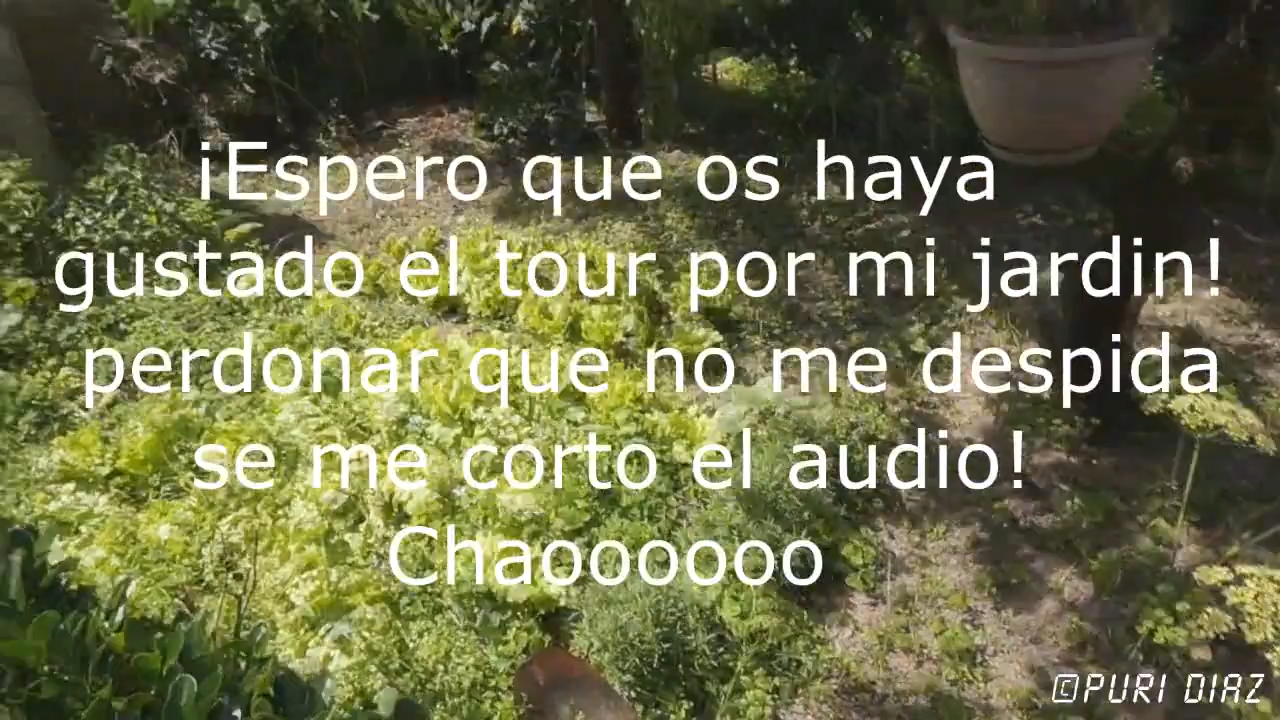 ¡Espero que os haya
gustado el tour por mi jardin!
perdonar que no me despida
se me corto el audio!
Chaooooooo
©PURI DIAZ